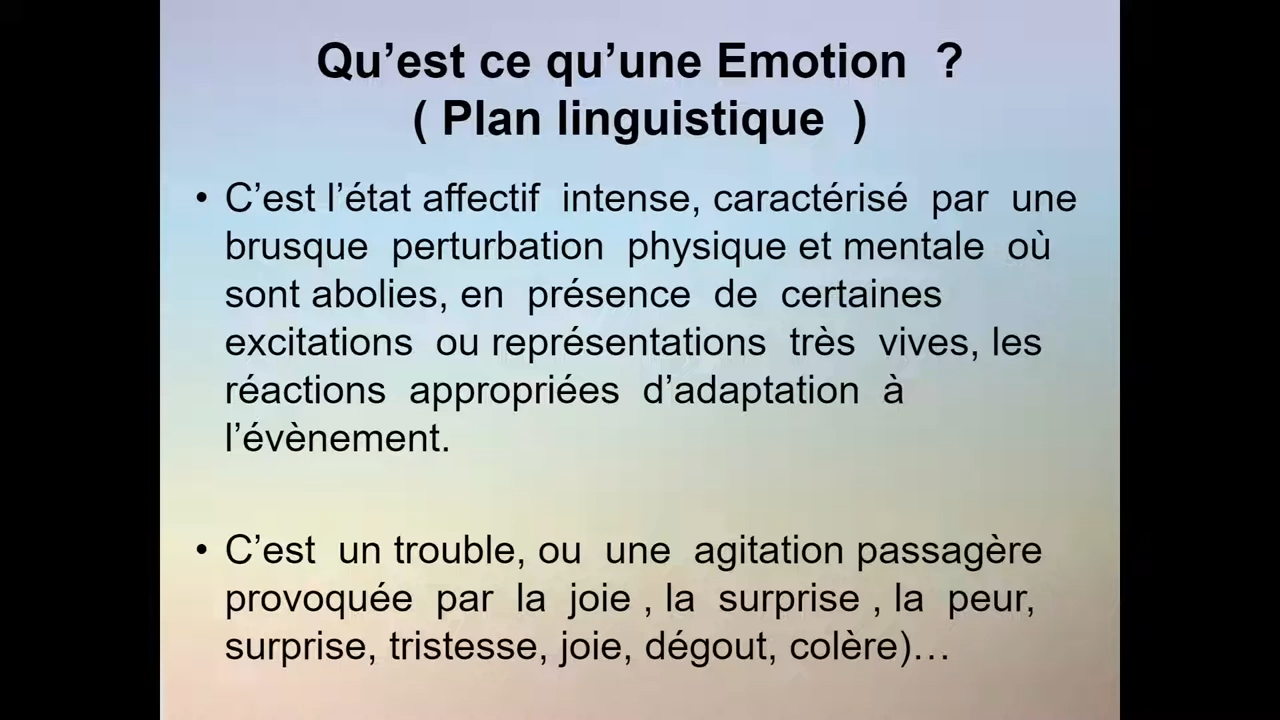 Qu’est ce qu’une Emotion ?
( Plan linguistique )
• C’est l’état affectif intense, caractérisé par une
brusque perturbation physique et mentale où
sont abolies, en présence de certaines
excitations ou représentations très vives, les
réactions appropriées d’adaptation à
l’évènement.
• C’est un trouble, ou une agitation passagère
provoquée par la joie , la surprise , la peur,
surprise, tristesse, joie, dégout, colère)…